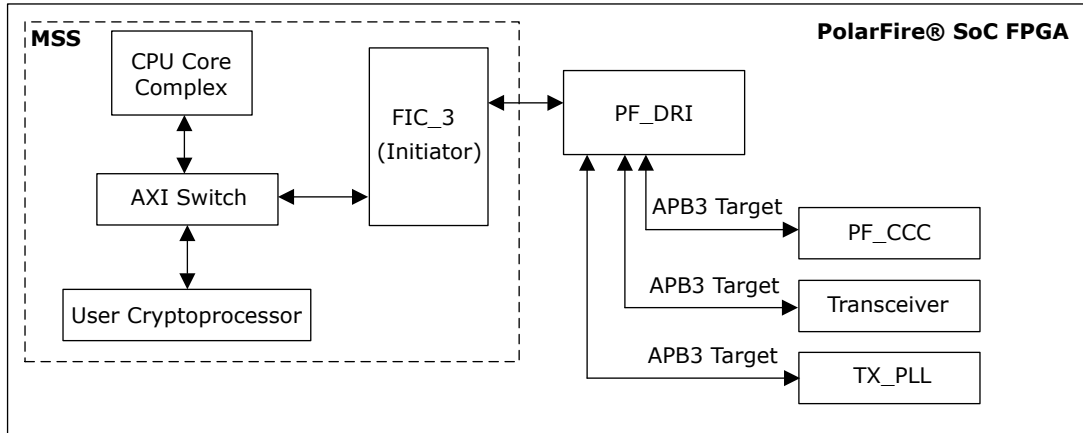 MSS
PolarFire® SoC FPGA
CPU Core
Complex
FIC_3
(Initiator)
PF_DRI
AXI Switch
User Cryptoprocessor
APB3 Target
PF_CCC
APB3 Target
Transceiver
APB3 Target
TX_PLL